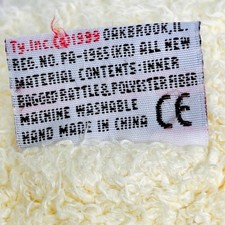 Ty.Inc.©1999 OAKBROOK,IL.
REG.NO.PA-1965(KR) ALL NEW
MATERIAL CONTENTS:INNER
BAGGED RATTLE&POLYESTER FIBER
MACHINE WASHABLE
HAND MADE IN CHINA
CE